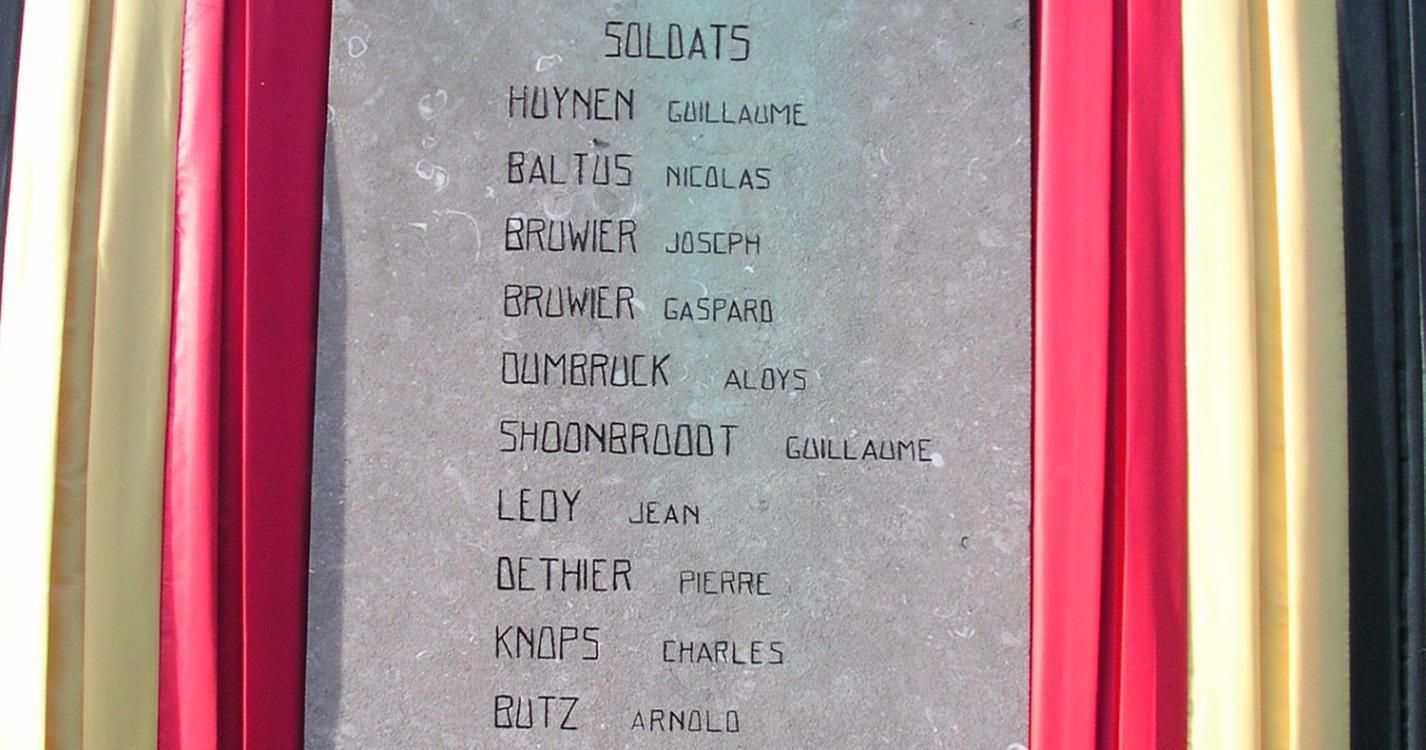 SOLDATS
HUYNEN GUILLAUME
BALTUS NICOLAS
BRUWIER JOSEPH
BRUWIER GASPARD
DUMBRUCK ALOYS
SHOONBROODT GUILLAUME
LEDY JEAN
DETHIER PIERRE
KNOPS CHARLES
BUTZ ARNOLD